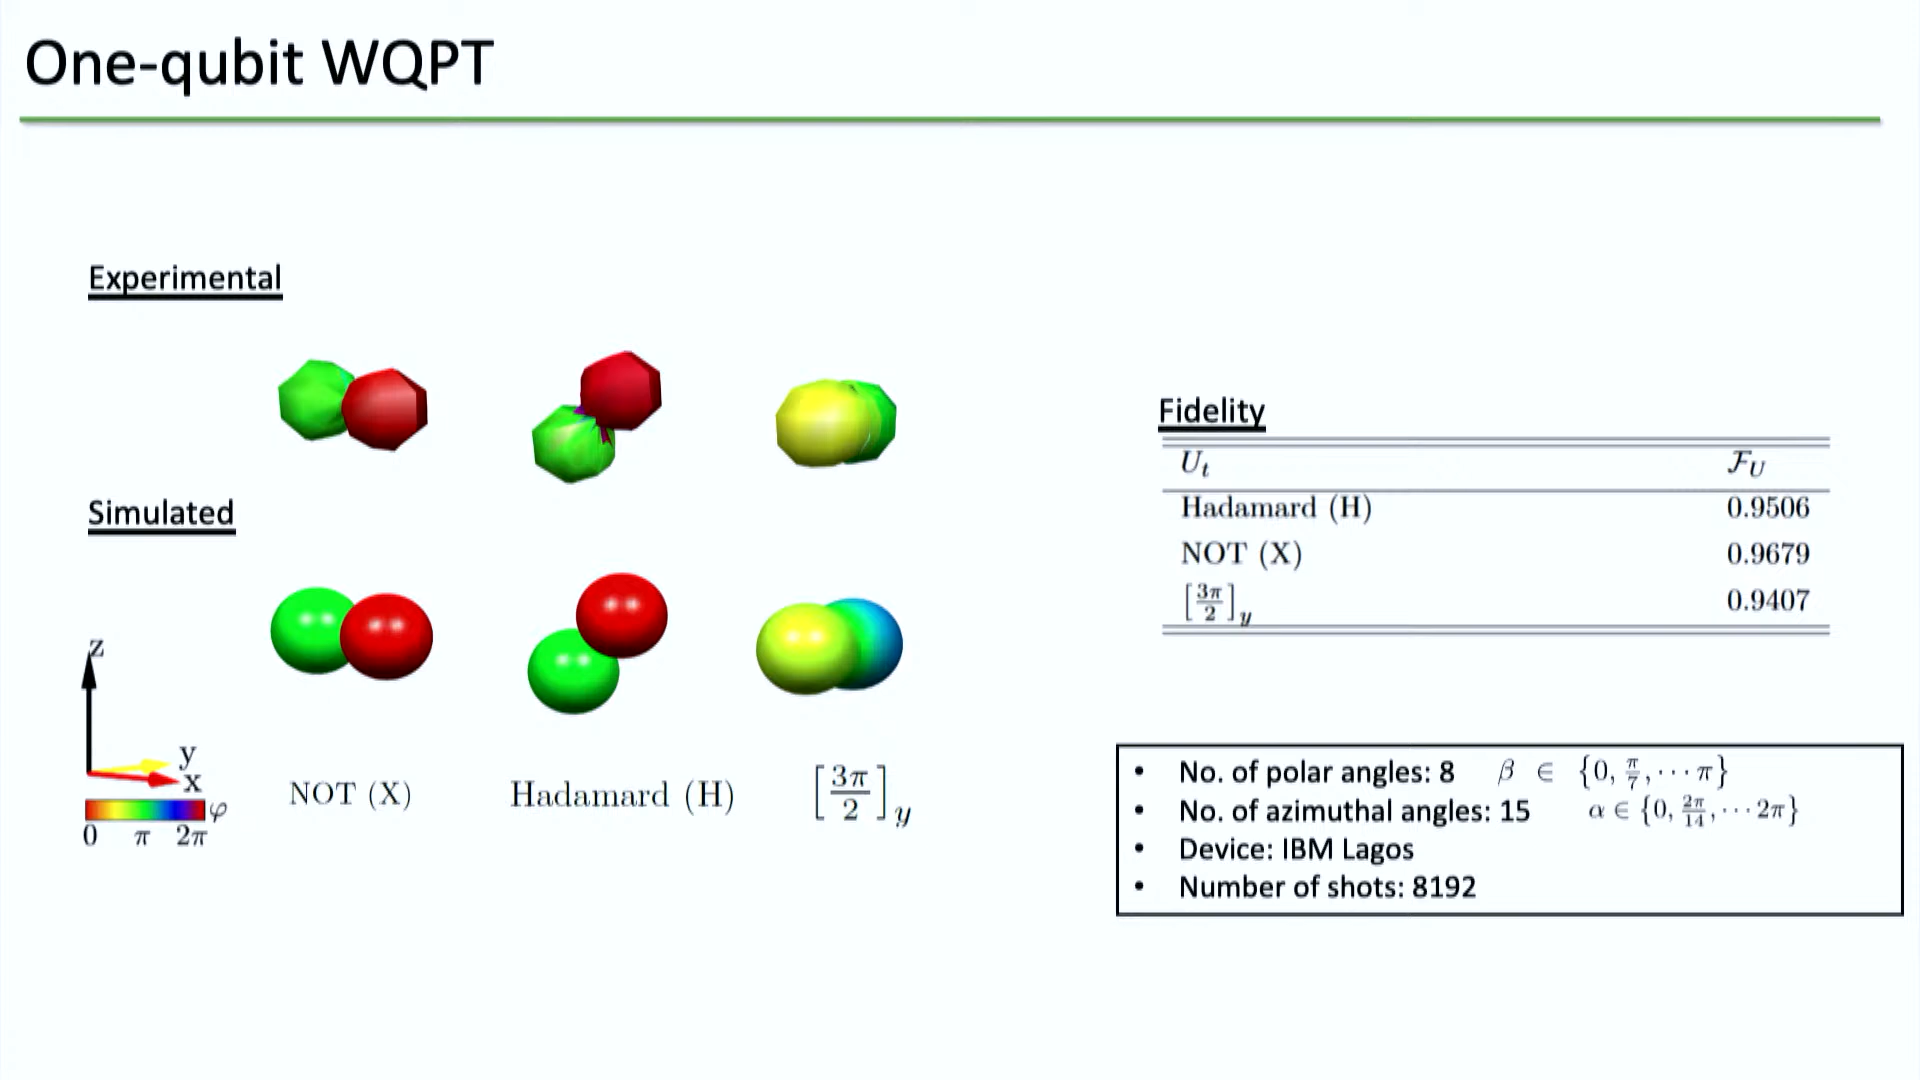 One-qubit WQPT
Experimental
Simulated
z
y
x
φ
0 π 2π
NOT (X)
Hadamard (H)
[3π/2]y
Fidelity
Ut FU
Hadamard (H) 0.9506
NOT (X) 0.9679
[3π/2]y 0.9407
• No. of polar angles: 8 β ∈ {0, π/7, ⋯ π}
• No. of azimuthal angles: 15 α ∈ {0, 2π/14, ⋯ 2π}
• Device: IBM Lagos
• Number of shots: 8192